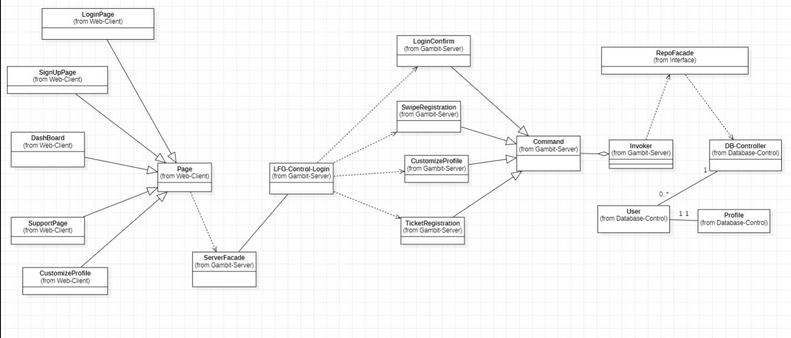 LoginPage
(from Web-Client)
SignUpPage
(from Web-Client)
DashBoard
(from Web-Client)
Page
(from Web-Client)
SupportPage
(from Web-Client)
CustomizeProfile
(from Web-Client)
ServerFacade
(from Gambit-Server)
LFG-Control-Login
(from Gambit-Server)
LoginConfirm
(from Gambit-Server)
SwipeRegistration
(from Gambit-Server)
CustomizeProfile
(from Gambit-Server)
TicketRegistration
(from Gambit-Server)
Command
(from Gambit-Server)
Invoker
(from Gambit-Server)
RepoFacade
(from Interface)
DB-Controller
(from Database-Control)
1
0..*
User
(from Database-Control)
1 1
Profile
(from Database-Control)